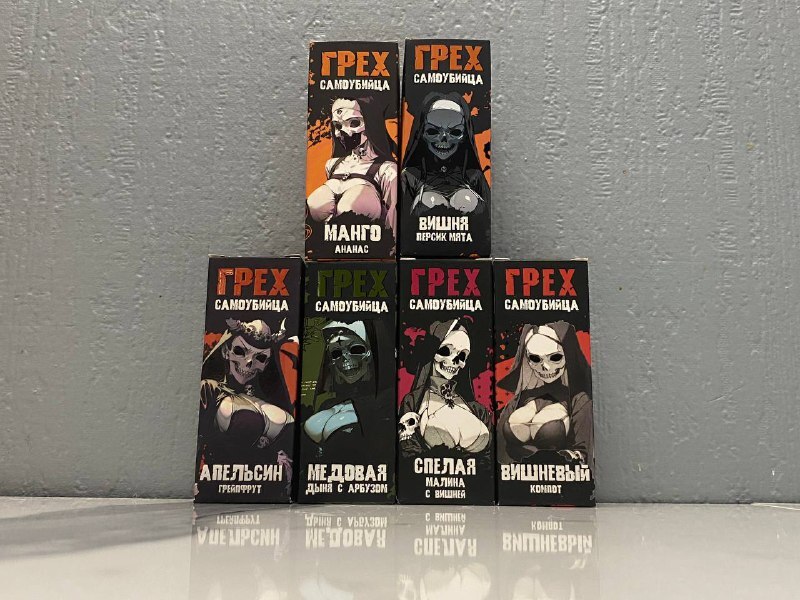 ГРЕХ
САМОУБИЙЦА
МАНГО
АНАНАС
ГРЕХ
САМОУБИЙЦА
ВИШНЯ
ПЕРСИК МЯТА
ГРЕХ
САМОУБИЙЦА
АПЕЛЬСИН
ГРЕЙПФРУТ
ГРЕХ
САМОУБИЙЦА
МЕДОВАЯ
ДЫНЯ С АРБУЗОМ
ГРЕХ
САМОУБИЙЦА
СПЕЛАЯ
МАЛИНА
С ВИШНЕЙ
ГРЕХ
САМОУБИЙЦА
ВИШНЕВЫЙ
КОМПОТ